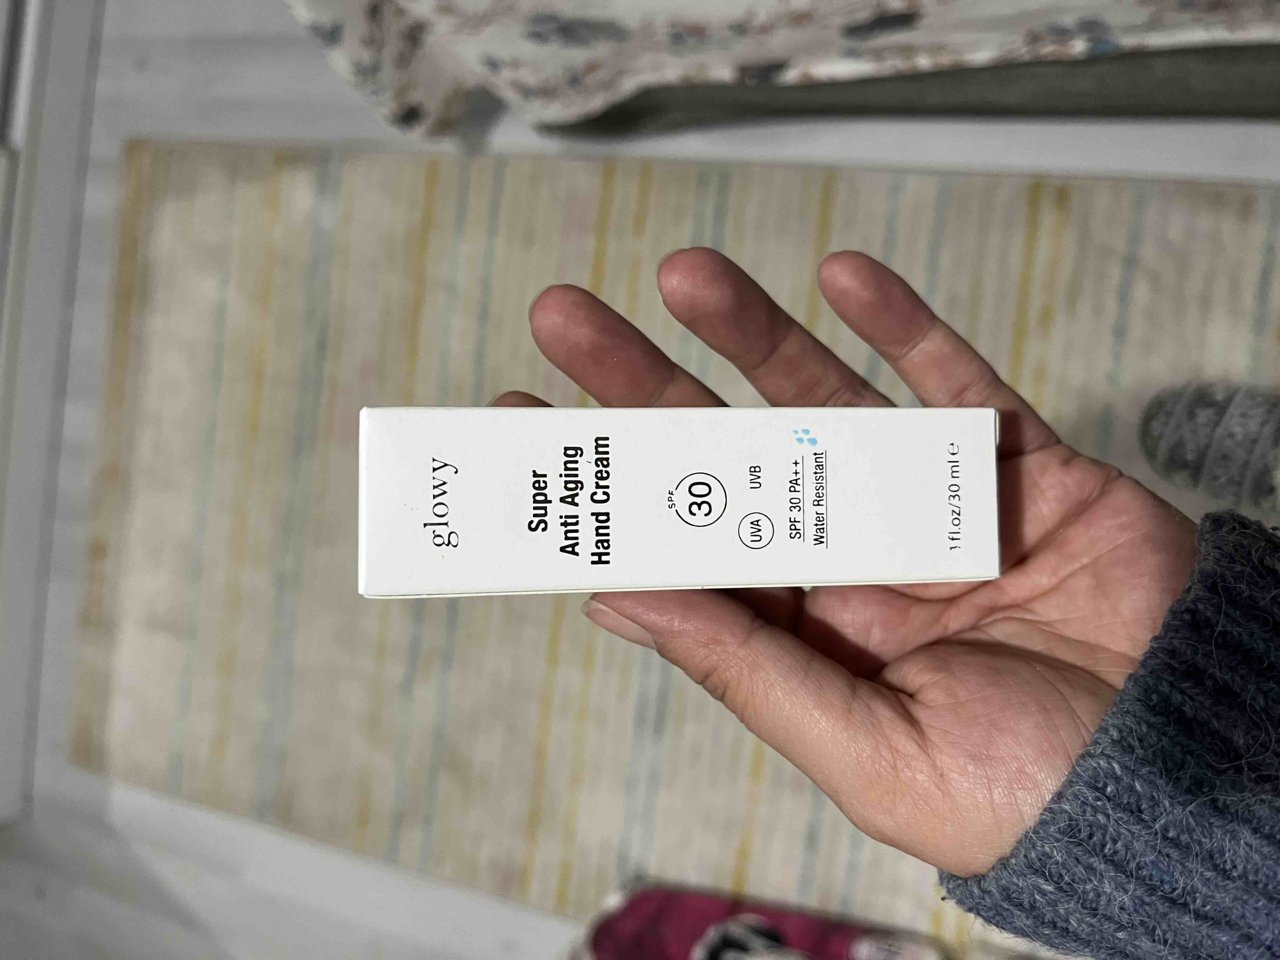 glowy
Super
Anti Aging
Hand Cream
SPF
30
UVA UVB
SPF 30 PA++
Water Resistant
1 fl.oz/30 ml ℮